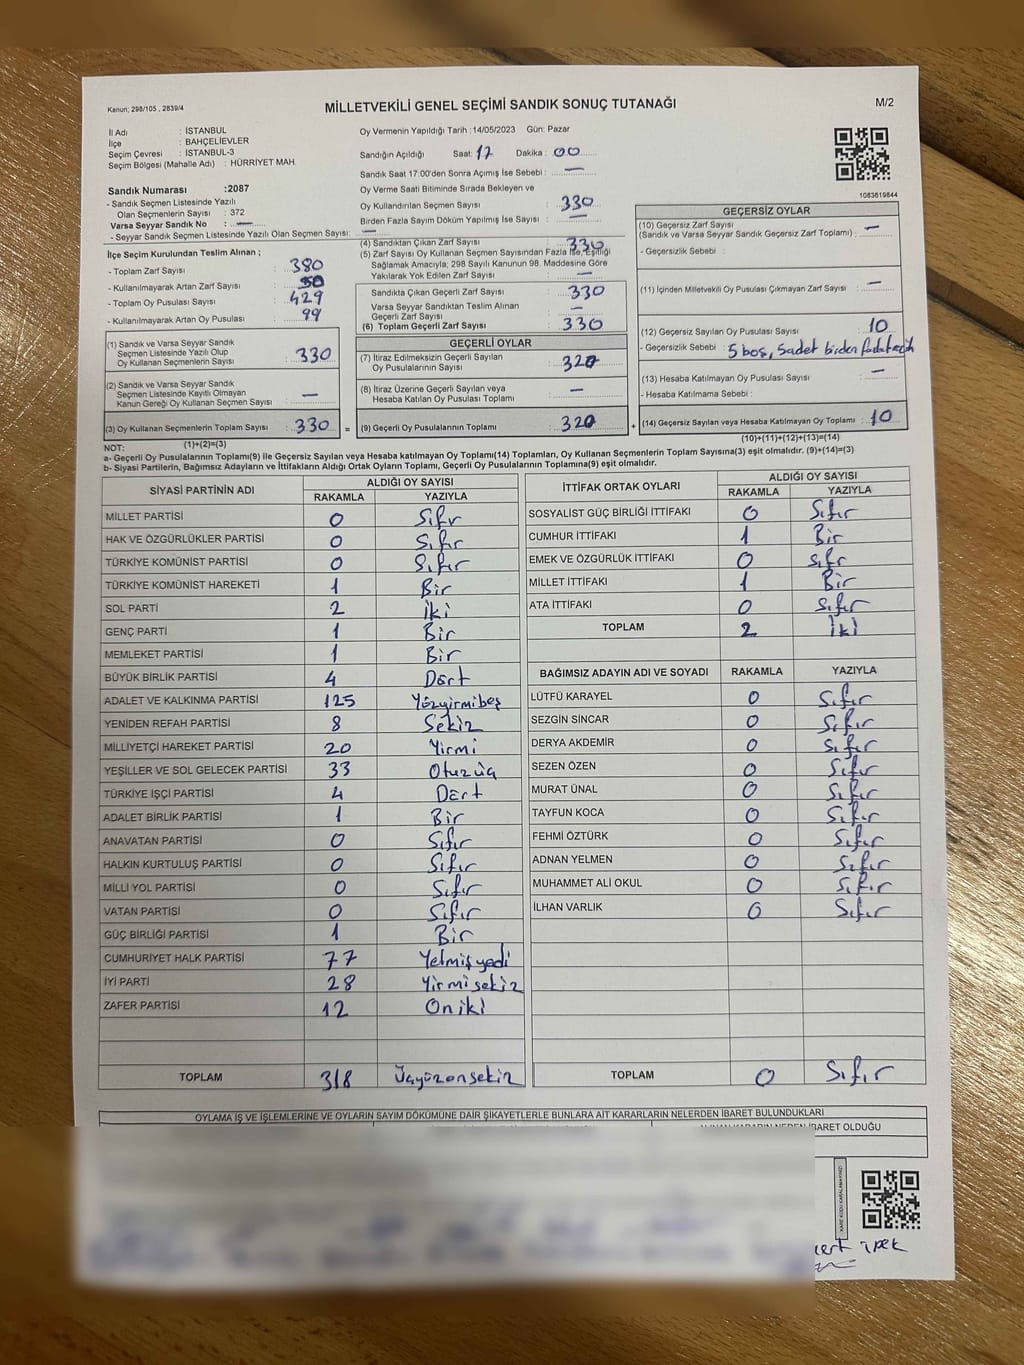 Kanun; 298/105 , 2839/4
MİLLETVEKİLİ GENEL SEÇİMİ SANDIK SONUÇ TUTANAĞI
M/2
İl Adı : İSTANBUL
İlçe : BAHÇELİEVLER
Seçim Çevresi : İSTANBUL-3
Seçim Bölgesi (Mahalle Adı) : HÜRRİYET MAH.
Sandık Numarası :2087
- Sandık Seçmen Listesinde Yazılı
Olan Seçmenlerin Sayısı : 372
Varsa Seyyar Sandık No : —
- Seyyar Sandık Seçmen Listesinde Yazılı Olan Seçmen Sayısı: —
Oy Vermenin Yapıldığı Tarih :14/05/2023 Gün: Pazar
Sandığın Açıldığı Saat: 17 Dakika : 00
Sandık Saat 17:00'den Sonra Açımış İse Sebebi : —
Oy Verme Saati Bitiminde Sırada Bekleyen ve
Oy Kullandırılan Seçmen Sayısı : 330
Birden Fazla Sayım Döküm Yapılmış İse Sayısı : —
1083619844
İlçe Seçim Kurulundan Teslim Alınan ;
- Toplam Zarf Sayısı : 380
- Kullanılmayarak Artan Zarf Sayısı : 50
- Toplam Oy Pusulası Sayısı : 429
- Kullanılmayarak Artan Oy Pusulası : 99
(4) Sandıktan Çıkan Zarf Sayısı : 330
(5) Zarf Sayısı Oy Kullanan Seçmen Sayısından Fazla İse, Eşitliği
Sağlamak Amacıyla; 298 Sayılı Kanunun 98. Maddesine Göre
Yakılarak Yok Edilen Zarf Sayısı : —
Sandıkta Çıkan Geçerli Zarf Sayısı : 330
Varsa Seyyar Sandıktan Teslim Alınan
Geçerli Zarf Sayısı : —
(6) Toplam Geçerli Zarf Sayısı : 330
GEÇERSİZ OYLAR
(10) Geçersiz Zarf Sayısı
(Sandık ve Varsa Seyyar Sandık Geçersiz Zarf Toplamı) : —
- Geçersizlik Sebebi :
(11) İçinden Milletvekili Oy Pusulası Çıkmayan Zarf Sayısı : —
(12) Geçersiz Sayılan Oy Pusulası Sayısı : 10
- Geçersizlik Sebebi : 5 boş, 5 adet birden fazla tercih
(13) Hesaba Katılmayan Oy Pusulası Sayısı : —
- Hesaba Katılmama Sebebi :
(14) Geçersiz Sayılan veya Hesaba Katılmayan Oy Toplamı : 10
(1) Sandık ve Varsa Seyyar Sandık
Seçmen Listesinde Yazılı Olup
Oy Kullanan Seçmenlerin Sayısı : 330
(2) Sandık ve Varsa Seyyar Sandık
Seçmen Listesinde Kayıtlı Olmayan
Kanun Gereği Oy Kullanan Seçmen Sayısı : —
(3) Oy Kullanan Seçmenlerin Toplam Sayısı : 330 =
GEÇERLİ OYLAR
(7) İtiraz Edilmeksizin Geçerli Sayılan
Oy Pusulalarının Sayısı : 320
(8) İtiraz Üzerine Geçerli Sayılan veya
Hesaba Katılan Oy Pusulası Toplamı : —
(9) Geçerli Oy Pusulalarının Toplamı : 320 +
NOT: (1)+(2)=(3)
(10)+(11)+(12)+(13)=(14)
a- Geçerli Oy Pusulalarının Toplamı(9) ile Geçersiz Sayılan veya Hesaba katılmayan Oy Toplamı(14) Toplamları, Oy Kullanan Seçmenlerin Toplam Sayısına(3) eşit olmalıdır. (9)+(14)=(3)
b- Siyasi Partilerin, Bağımsız Adayların ve İttifakların Aldığı Ortak Oyların Toplamı, Geçerli Oy Pusulalarının Toplamına(9) eşit olmalıdır.
SİYASİ PARTİNİN ADI ALDIĞI OY SAYISI
RAKAMLA YAZIYLA
MİLLET PARTİSİ 0 Sıfır
HAK VE ÖZGÜRLÜKLER PARTİSİ 0 Sıfır
TÜRKİYE KOMÜNİST PARTİSİ 0 Sıfır
TÜRKİYE KOMÜNİST HAREKETİ 1 Bir
SOL PARTİ 2 İki
GENÇ PARTİ 1 Bir
MEMLEKET PARTİSİ 1 Bir
BÜYÜK BİRLİK PARTİSİ 4 Dört
ADALET VE KALKINMA PARTİSİ 125 Yüzyirmibeş
YENİDEN REFAH PARTİSİ 8 Sekiz
MİLLİYETÇİ HAREKET PARTİSİ 20 Yirmi
YEŞİLLER VE SOL GELECEK PARTİSİ 33 Otuzüç
TÜRKİYE İŞÇİ PARTİSİ 4 Dört
ADALET BİRLİK PARTİSİ 1 Bir
ANAVATAN PARTİSİ 0 Sıfır
HALKIN KURTULUŞ PARTİSİ 0 Sıfır
MİLLİ YOL PARTİSİ 0 Sıfır
VATAN PARTİSİ 0 Sıfır
GÜÇ BİRLİĞİ PARTİSİ 1 Bir
CUMHURİYET HALK PARTİSİ 77 Yetmişyedi
İYİ PARTİ 28 Yirmisekiz
ZAFER PARTİSİ 12 Oniki
TOPLAM 318 Üçyüzonsekiz
İTTİFAK ORTAK OYLARI ALDIĞI OY SAYISI
RAKAMLA YAZIYLA
SOSYALİST GÜÇ BİRLİĞİ İTTİFAKI 0 Sıfır
CUMHUR İTTİFAKI 1 Bir
EMEK VE ÖZGÜRLÜK İTTİFAKI 0 Sıfır
MİLLET İTTİFAKI 1 Bir
ATA İTTİFAKI 0 Sıfır
TOPLAM 2 İki
BAĞIMSIZ ADAYIN ADI VE SOYADI RAKAMLA YAZIYLA
LÜTFÜ KARAYEL 0 Sıfır
SEZGİN SİNCAR 0 Sıfır
DERYA AKDEMİR 0 Sıfır
SEZEN ÖZEN 0 Sıfır
MURAT ÜNAL 0 Sıfır
TAYFUN KOCA 0 Sıfır
FEHMİ ÖZTÜRK 0 Sıfır
ADNAN YELMEN 0 Sıfır
MUHAMMET ALİ OKUL 0 Sıfır
İLHAN VARLIK 0 Sıfır
TOPLAM 0 Sıfır
OYLAMA İŞ VE İŞLEMLERİNE VE OYLARIN SAYIM DÖKÜMÜNE DAİR ŞİKAYETLERLE BUNLARA AİT KARARLARIN NELERDEN İBARET BULUNDUKLARI
İBARET OLDUĞU
KARE KODU KARALAMAYINIZ!
ipek